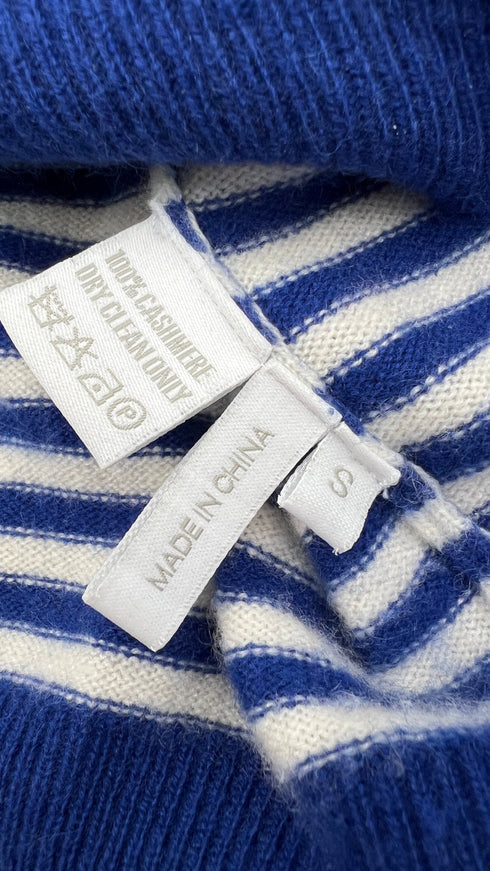 100% CASHMERE
DRY CLEAN ONLY
P
MADE IN CHINA
S